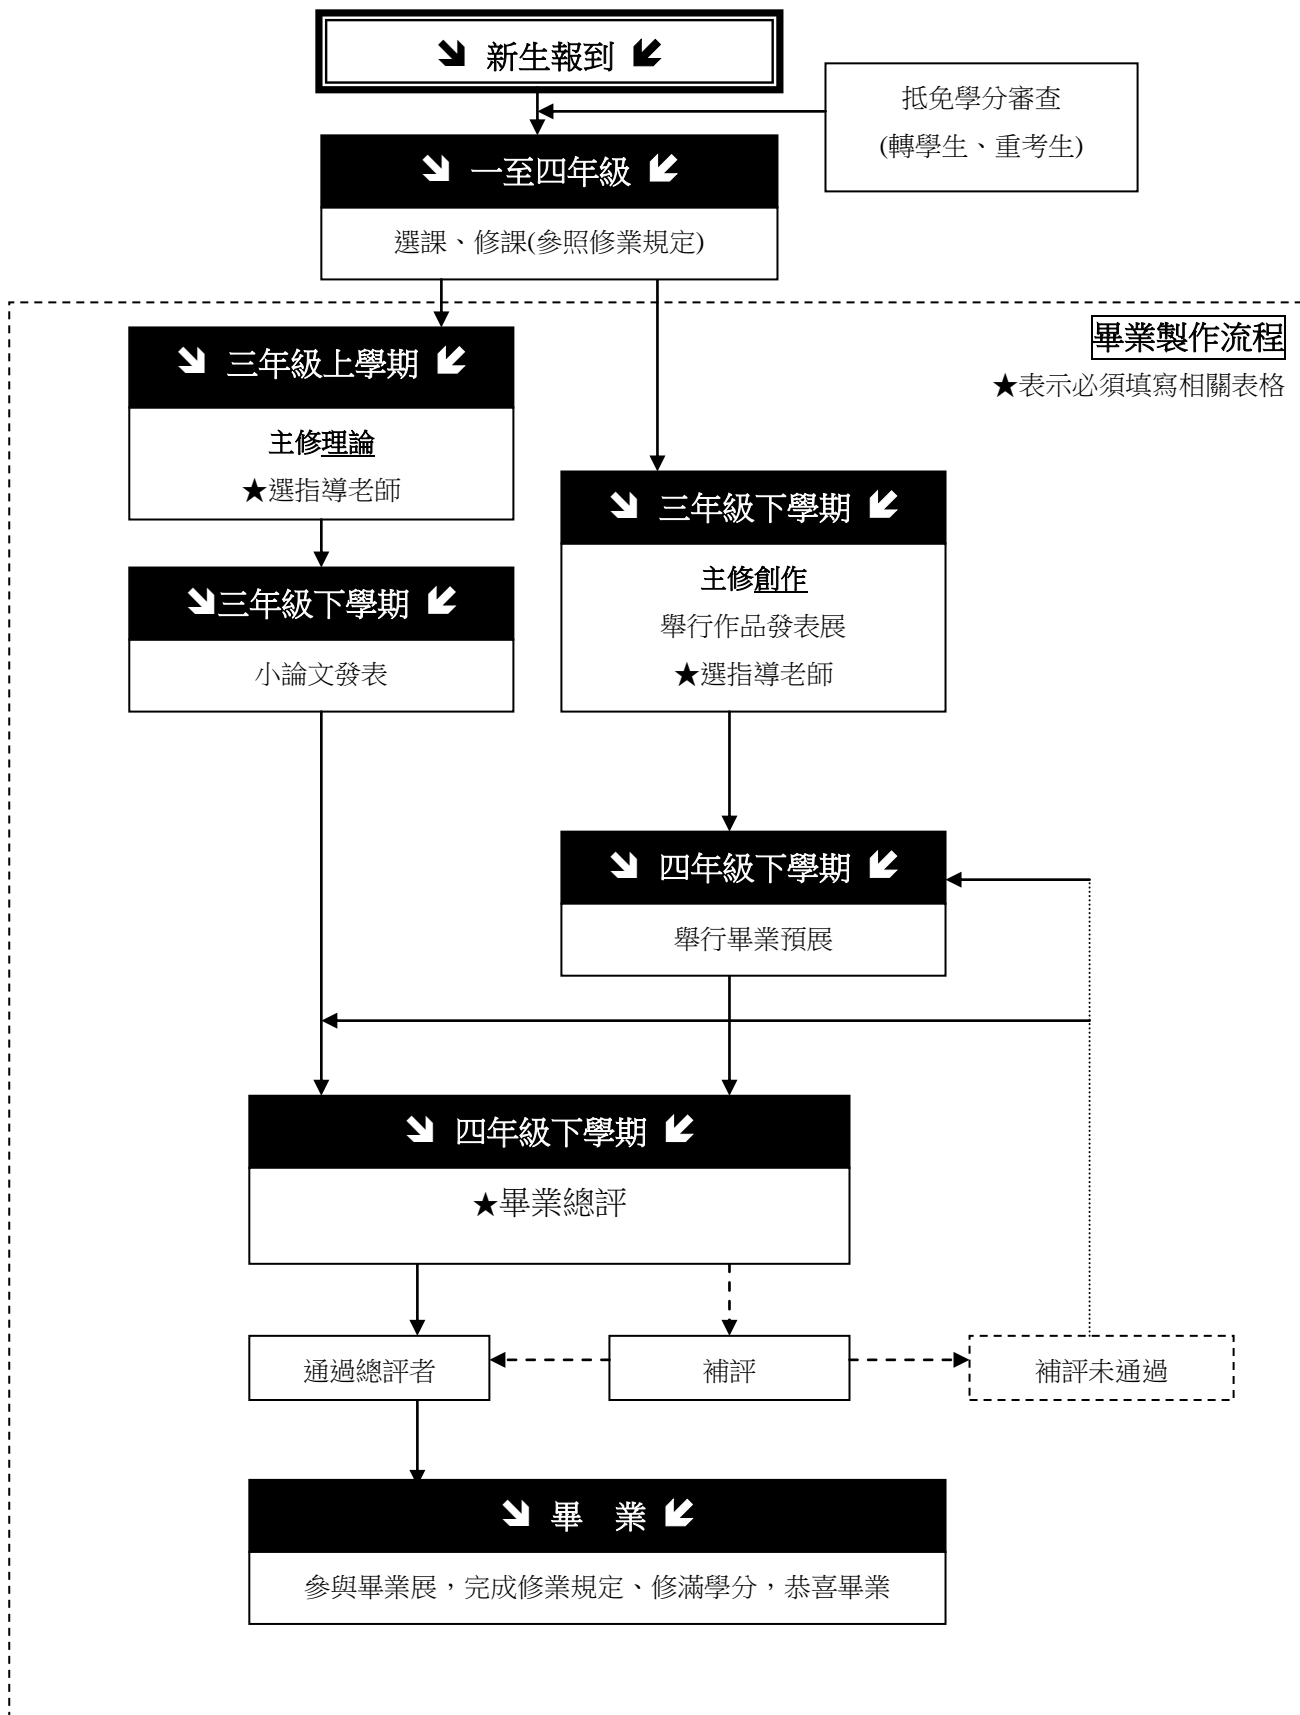 新生報到
抵免學分審查
(轉學生、重考生)
一至四年級
選課、修課(參照修業規定)
畢業製作流程
★表示必須填寫相關表格
三年級上學期
主修理論
★選指導老師
三年級下學期
主修創作
舉行作品發表展
★選指導老師
三年級下學期
小論文發表
四年級下學期
舉行畢業預展
四年級下學期
★畢業總評
通過總評者
補評
補評未通過
畢 業
參與畢業展，完成修業規定、修滿學分，恭喜畢業